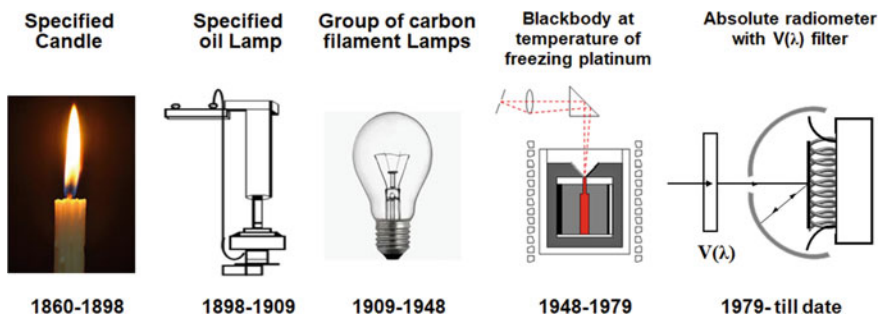 Specified
Candle
Specified
oil Lamp
Group of carbon
filament Lamps
Blackbody at
temperature of
freezing platinum
Absolute radiometer
with V(λ) filter
V(λ)
1860-1898
1898-1909
1909-1948
1948-1979
1979- till date